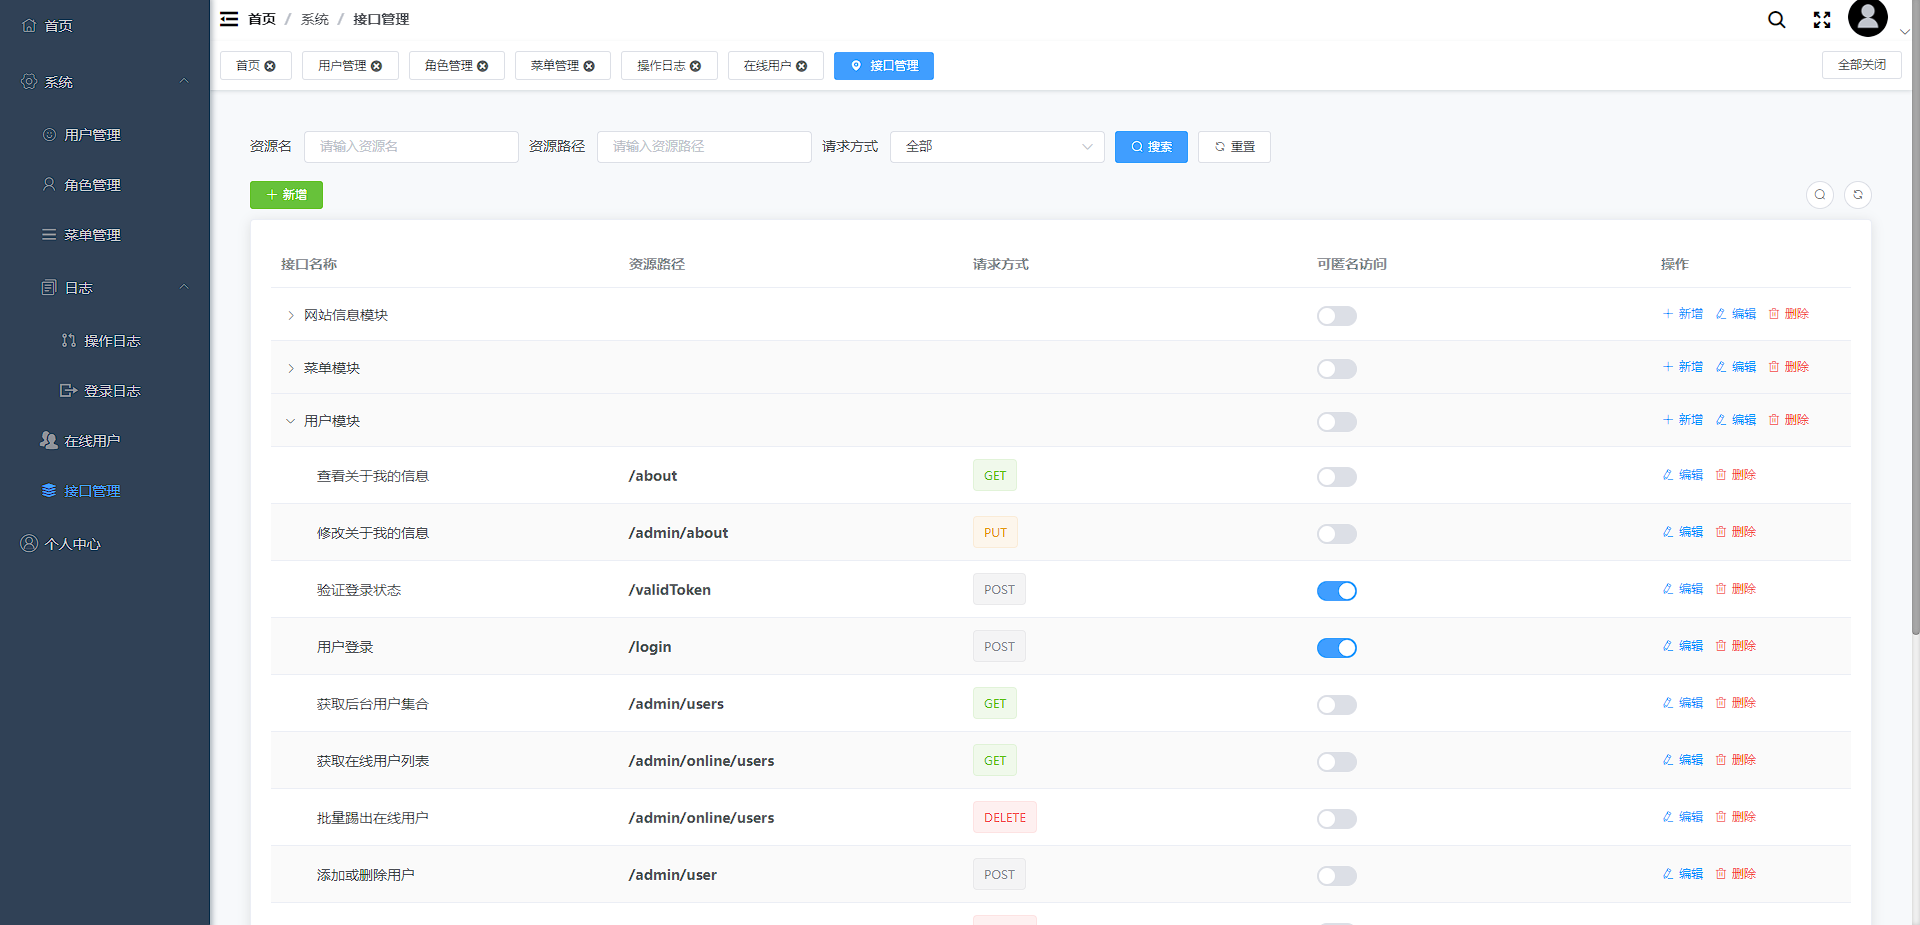 首页
系统
用户管理
角色管理
菜单管理
日志
操作日志
登录日志
在线用户
接口管理
个人中心
首页 / 系统 / 接口管理
首页 用户管理 角色管理 菜单管理 操作日志 在线用户 接口管理 全部关闭
资源名 请输入资源名 资源路径 请输入资源路径 请求方式 全部 搜索 重置
新增
接口名称 资源路径 请求方式 可匿名访问 操作
网站信息模块 新增 编辑 删除
菜单模块 新增 编辑 删除
用户模块 新增 编辑 删除
查看关于我的信息 /about GET 编辑 删除
修改关于我的信息 /admin/about PUT 编辑 删除
验证登录状态 /validToken POST 编辑 删除
用户登录 /login POST 编辑 删除
获取后台用户集合 /admin/users GET 编辑 删除
获取在线用户列表 /admin/online/users GET 编辑 删除
批量踢出在线用户 /admin/online/users DELETE 编辑 删除
添加或删除用户 /admin/user POST 编辑 删除